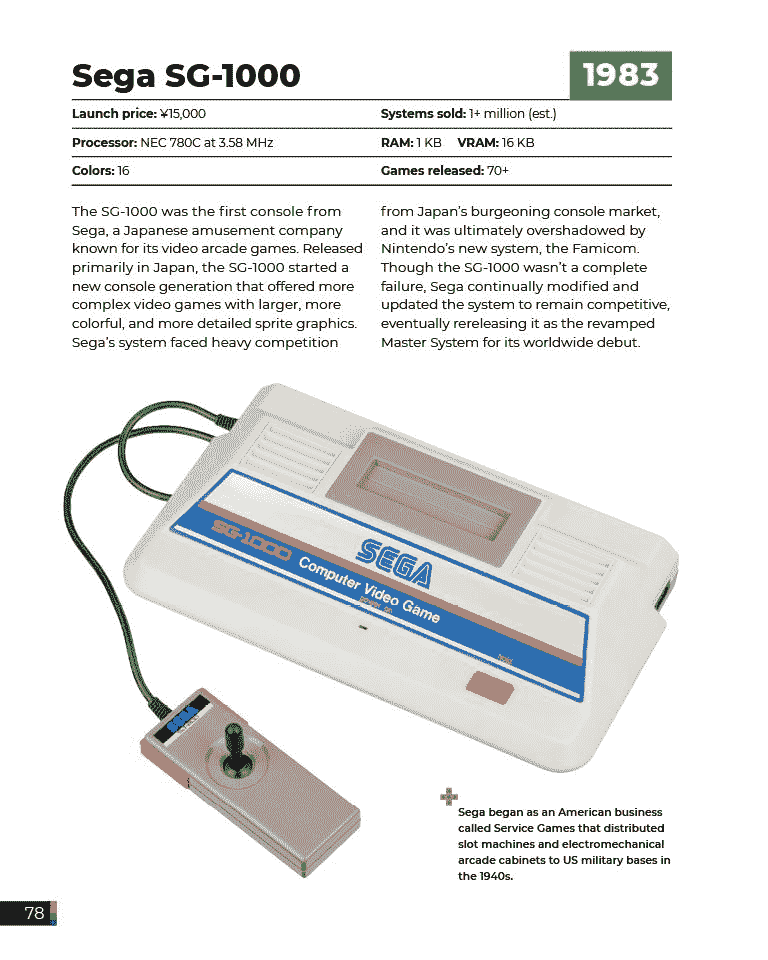 Sega SG-1000
1983
Launch price: ¥15,000
Systems sold: 1+ million (est.)
Processor: NEC 780C at 3.58 MHz
RAM: 1 KB VRAM: 16 KB
Colors: 16
Games released: 70+
The SG-1000 was the first console from
Sega, a Japanese amusement company
known for its video arcade games. Released
primarily in Japan, the SG-1000 started a
new console generation that offered more
complex video games with larger, more
colorful, and more detailed sprite graphics.
Sega's system faced heavy competition
from Japan's burgeoning console market,
and it was ultimately overshadowed by
Nintendo's new system, the Famicom.
Though the SG-1000 wasn't a complete
failure, Sega continually modified and
updated the system to remain competitive,
eventually rereleasing it as the revamped
Master System for its worldwide debut.
SG-1000
SEGA
Computer Video Game
power on
reset
SEGA
Sega began as an American business
called Service Games that distributed
slot machines and electromechanical
arcade cabinets to US military bases in
the 1940s.
78